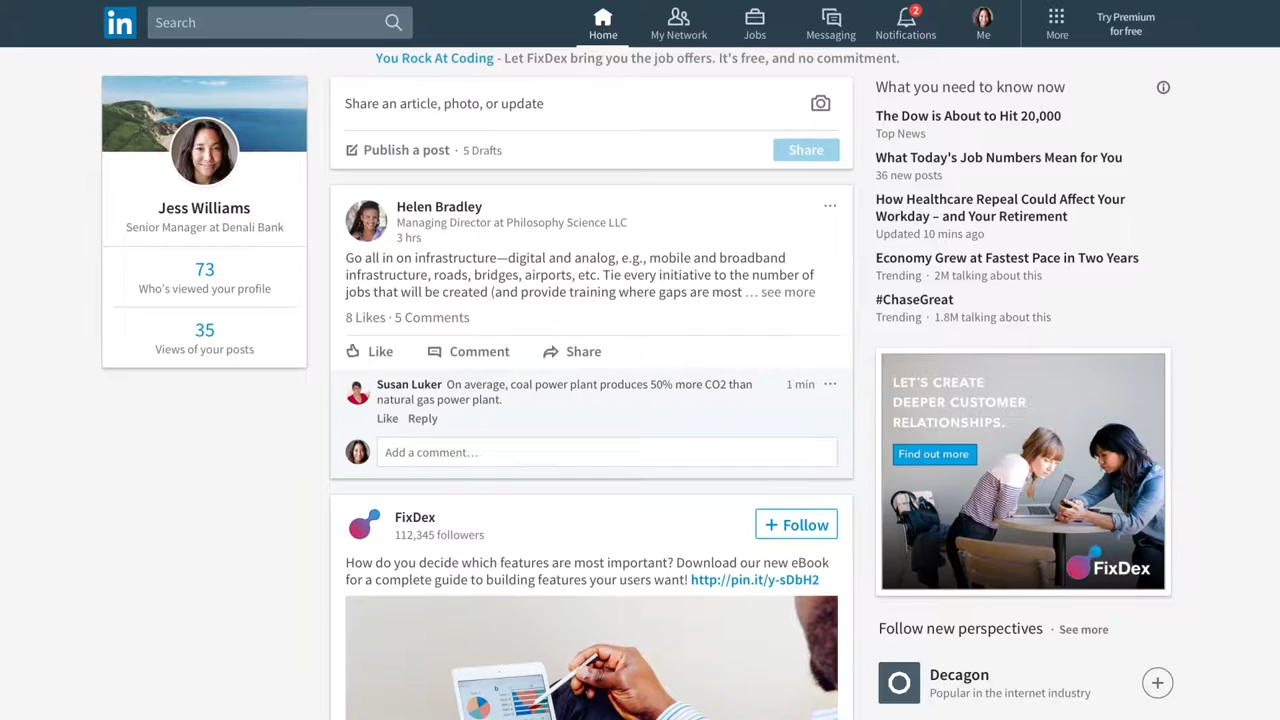 in
Search
2
Home
My Network
Jobs
Messaging
Notifications
Me
More
Try Premium
for free
You Rock At Coding - Let FixDex bring you the job offers. It's free, and no commitment.
Jess Williams
Senior Manager at Denali Bank
73
Who's viewed your profile
35
Views of your posts
Share an article, photo, or update
Publish a post · 5 Drafts
Share
Helen Bradley
Managing Director at Philosophy Science LLC
3 hrs
Go all in on infrastructure—digital and analog, e.g., mobile and broadband
infrastructure, roads, bridges, airports, etc. Tie every initiative to the number of
jobs that will be created (and provide training where gaps are most … see more
8 Likes · 5 Comments
Like
Comment
Share
Susan Luker On average, coal power plant produces 50% more CO2 than
natural gas power plant.
1 min
Like Reply
Add a comment…
FixDex
112,345 followers
+ Follow
How do you decide which features are most important? Download our new eBook
for a complete guide to building features your users want! http://pin.it/y-sDbH2
What you need to know now
The Dow is About to Hit 20,000
Top News
What Today's Job Numbers Mean for You
36 new posts
How Healthcare Repeal Could Affect Your
Workday – and Your Retirement
Updated 10 mins ago
Economy Grew at Fastest Pace in Two Years
Trending · 2M talking about this
#ChaseGreat
Trending · 1.8M talking about this
LET'S CREATE
DEEPER CUSTOMER
RELATIONSHIPS.
Find out more
FixDex
Follow new perspectives · See more
Decagon
Popular in the internet industry